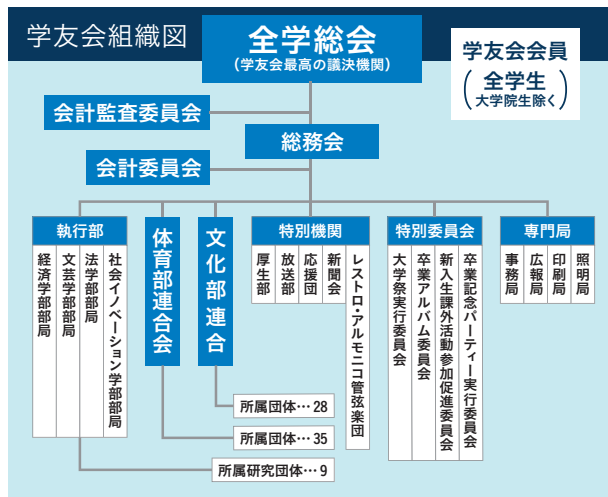 学友会組織図
全学総会
(学友会最高の議決機関)
学友会会員
(全学生
大学院生除く)
会計監査委員会
総務会
会計委員会
執行部
経済学部部局
文芸学部部局
法学部部局
社会イノベーション学部部局
体育部連合会
文化部連合
特別機関
厚生部
放送部
応援団
新聞会
レストロ・アルモニコ管弦楽団
特別委員会
大学祭実行委員会
卒業アルバム委員会
新入生課外活動参加促進委員会
卒業記念パーティー実行委員会
専門局
事務局
広報局
印刷局
照明局
所属団体…28
所属団体…35
所属研究団体…9